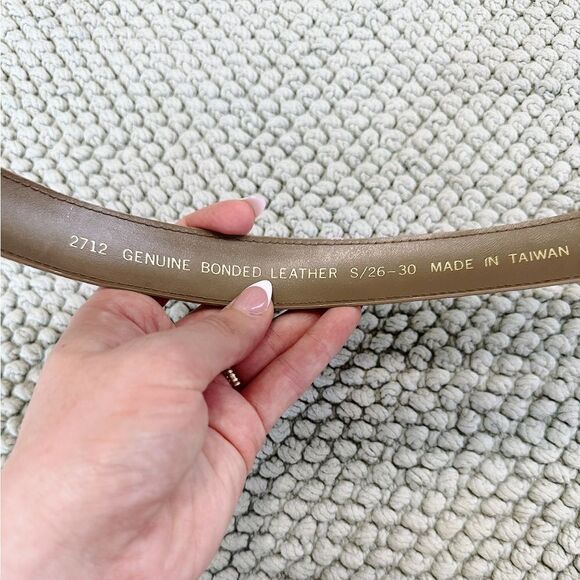 2712 GENUINE BONDED LEATHER S/26-30 MADE IN TAIWAN